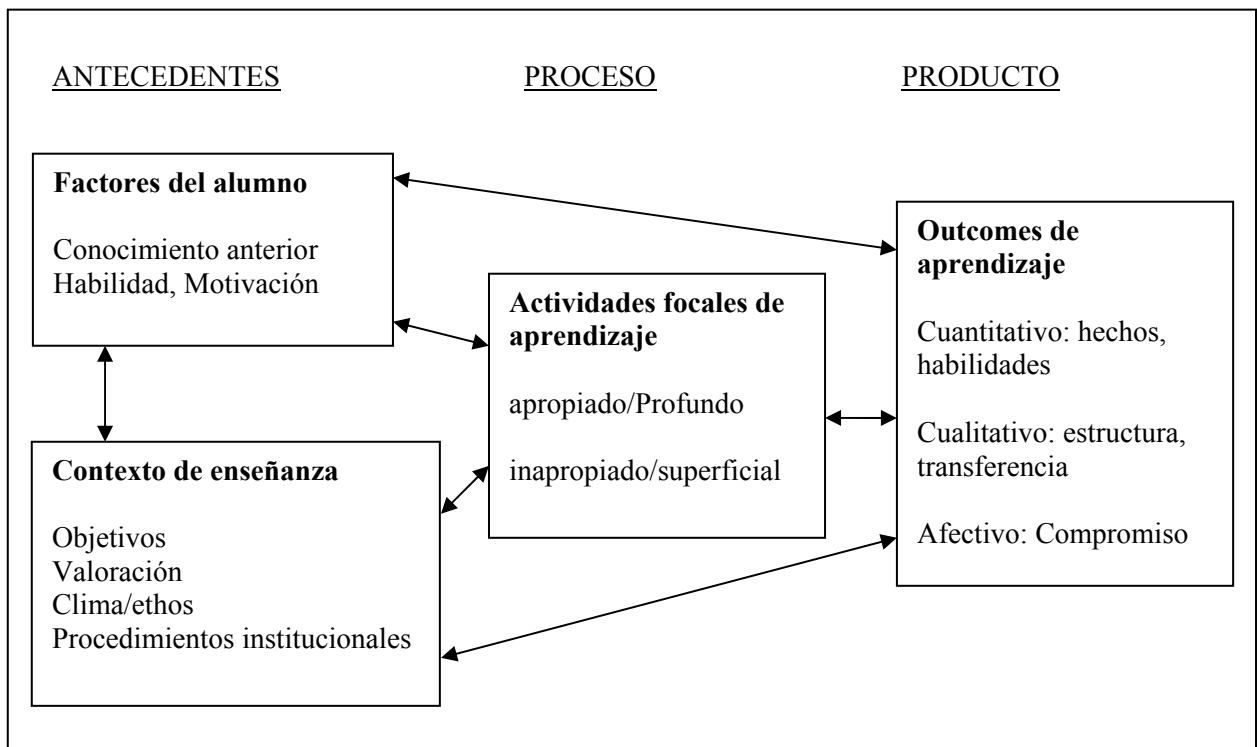 ANTECEDENTES
PROCESO
PRODUCTO
Factores del alumno
Conocimiento anterior
Habilidad, Motivación
Contexto de enseñanza
Objetivos
Valoración
Clima/ethos
Procedimientos institucionales
Actividades focales de
aprendizaje
apropiado/Profundo
inapropiado/superficial
Outcomes de
aprendizaje
Cuantitativo: hechos,
habilidades
Cualitativo: estructura,
transferencia
Afectivo: Compromiso